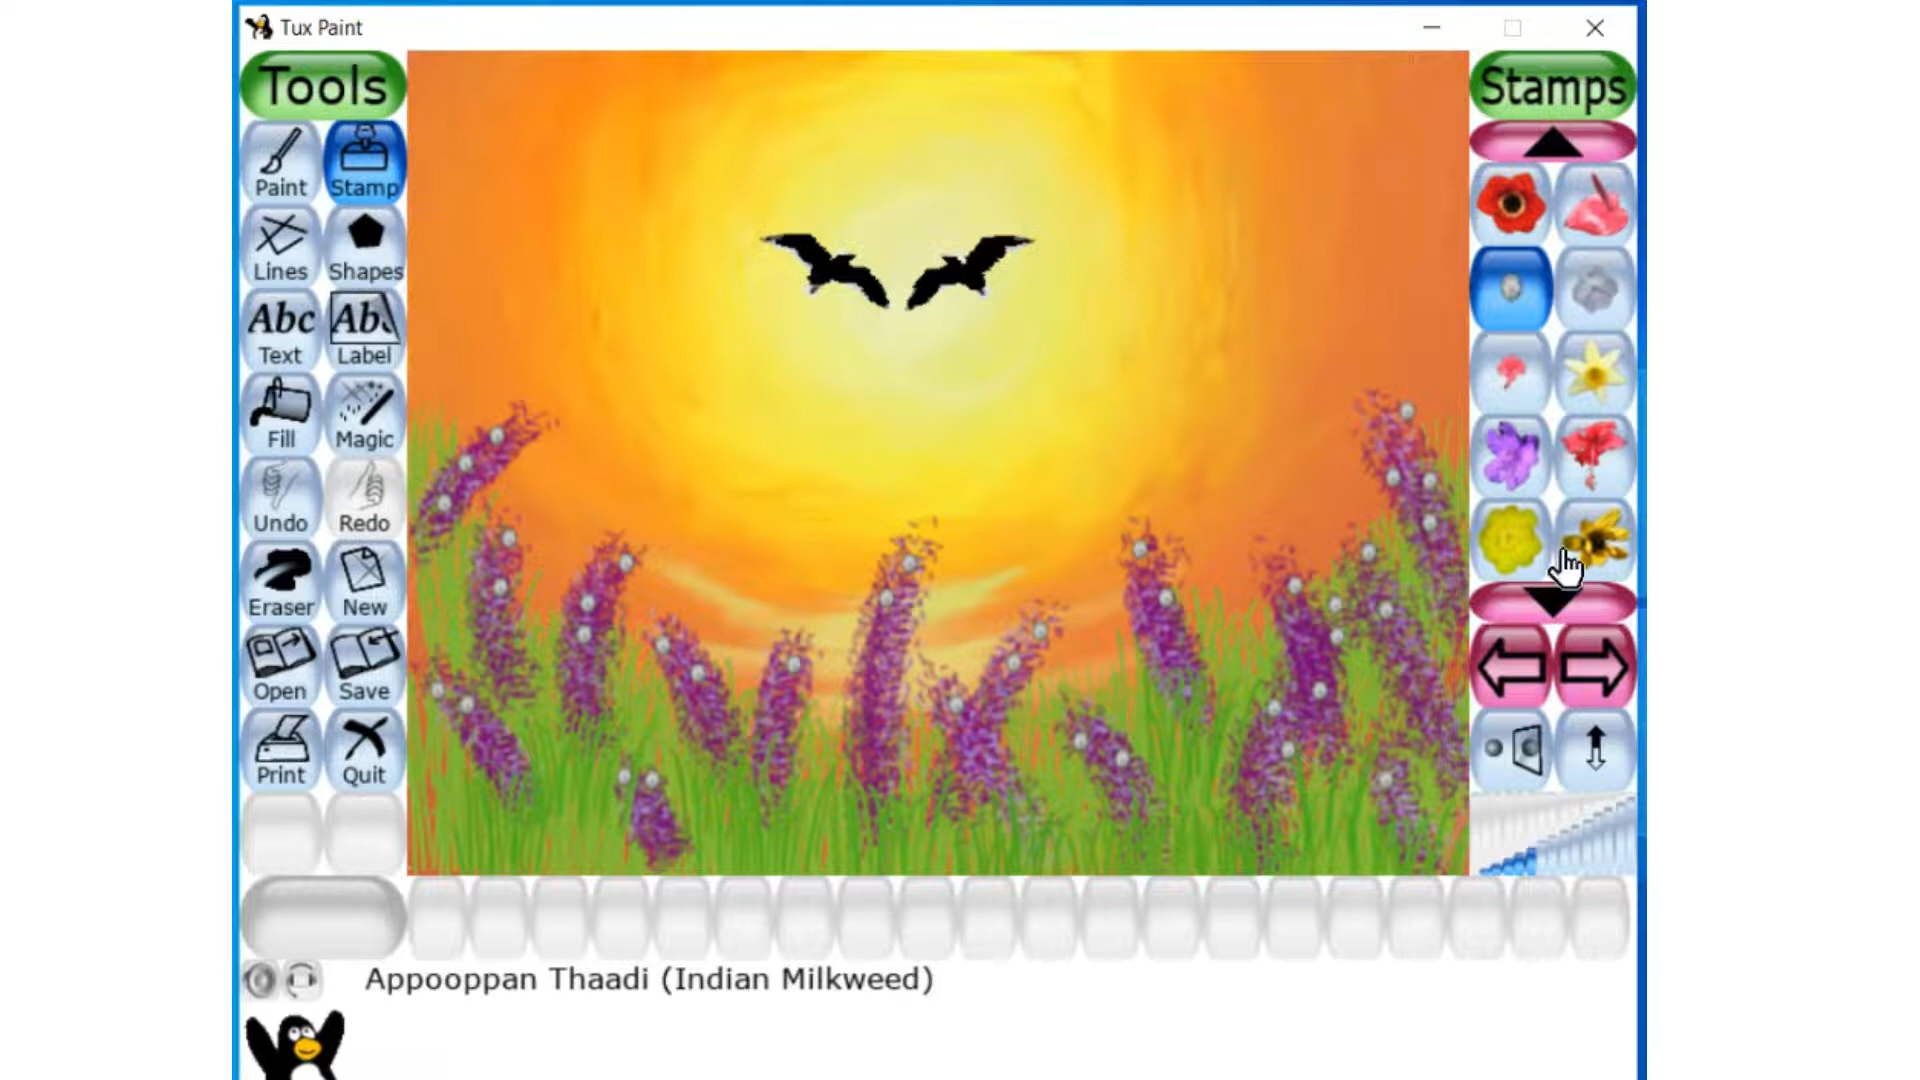 Tux Paint
Tools
Stamps
Paint
Stamp
Lines
Shapes
Abc
Text
Abc
Label
Fill
Magic
Undo
Redo
Eraser
New
Open
Save
Print
Quit
Appooppan Thaadi (Indian Milkweed)